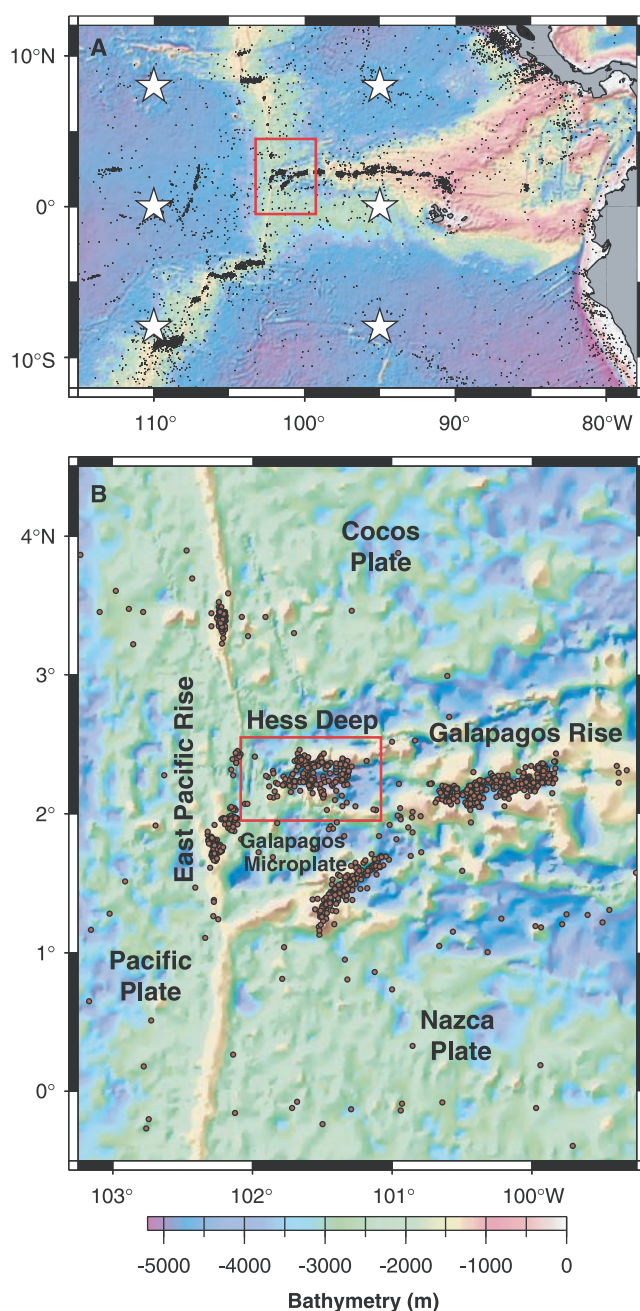 A
10°N
0°
10°S
110°
100°
90°
80°W
B
4°N
Cocos
Plate
3°
East Pacific Rise
Hess Deep
Galapagos Rise
2°
Galapagos
Microplate
1°
Pacific
Plate
Nazca
Plate
0°
103°
102°
101°
100°W
-5000
-4000
-3000
-2000
-1000
0
Bathymetry (m)